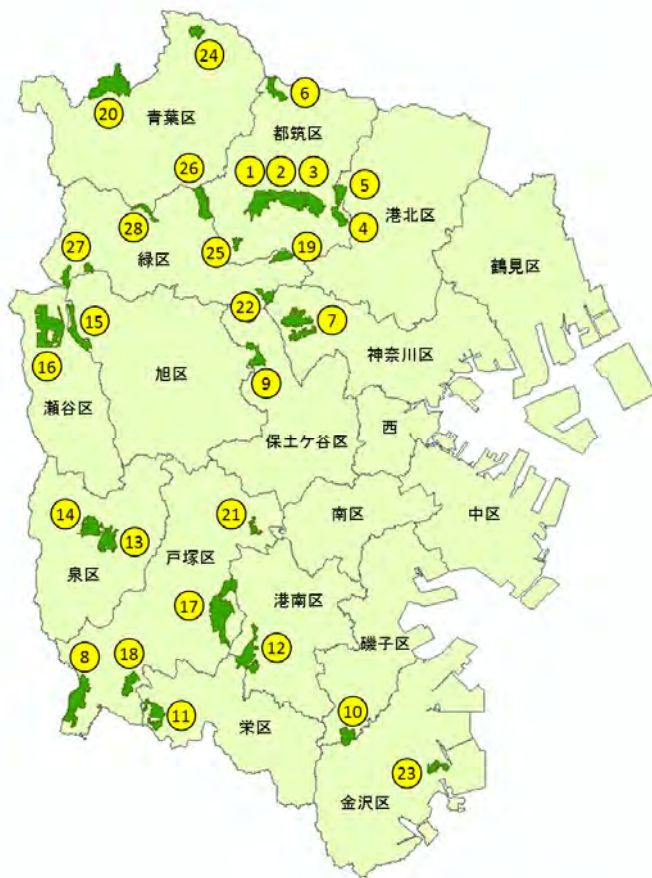 24
20
青葉区
6
都筑区
26
1 2 3
5
4
港北区
28
27
緑区
25
19
鶴見区
15
16
瀬谷区
旭区
22
7
9
神奈川区
保土ケ谷区
西
14
13
泉区
21
戸塚区
南区
中区
17
港南区
12
磯子区
8
18
11
栄区
10
23
金沢区